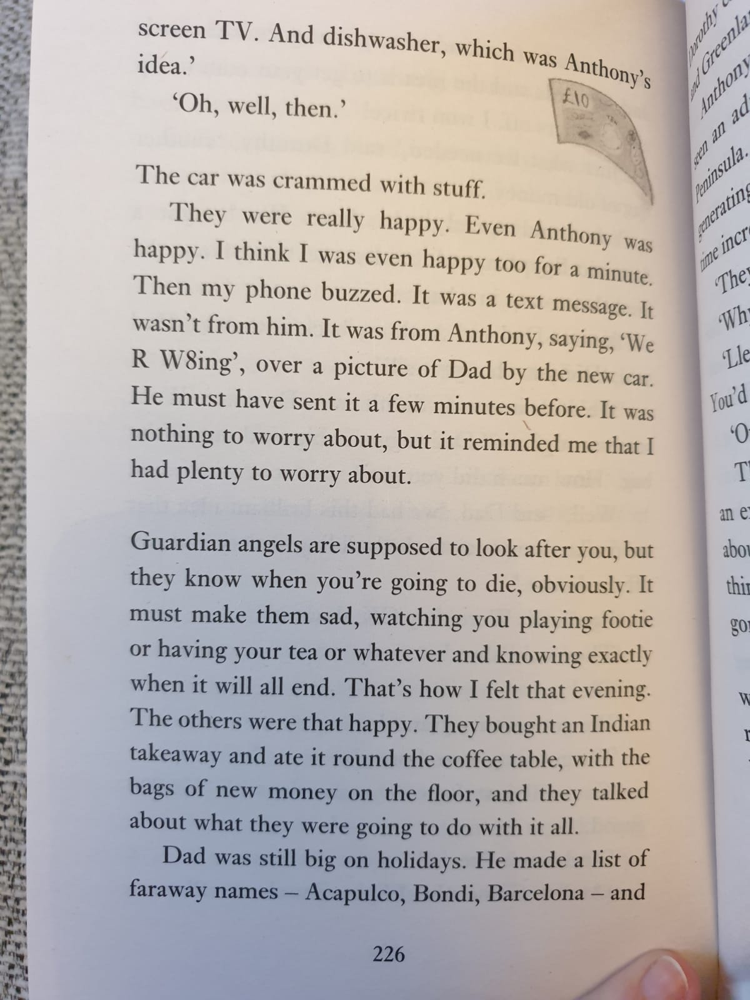 screen TV. And dishwasher, which was Anthony's
idea.’
‘Oh, well, then.’
£10
The car was crammed with stuff.
They were really happy. Even Anthony was
happy. I think I was even happy too for a minute.
Then my phone buzzed. It was a text message. It
wasn’t from him. It was from Anthony, saying, ‘We
R W8ing’, over a picture of Dad by the new car.
He must have sent it a few minutes before. It was
nothing to worry about, but it reminded me that I
had plenty to worry about.
Guardian angels are supposed to look after you, but
they know when you’re going to die, obviously. It
must make them sad, watching you playing footie
or having your tea or whatever and knowing exactly
when it will all end. That’s how I felt that evening.
The others were that happy. They bought an Indian
takeaway and ate it round the coffee table, with the
bags of new money on the floor, and they talked
about what they were going to do with it all.
Dad was still big on holidays. He made a list of
faraway names – Acapulco, Bondi, Barcelona – and
226
Dorothy
and
Anthony
seen an
Peninsula.
generating
time
‘They
You’d
an